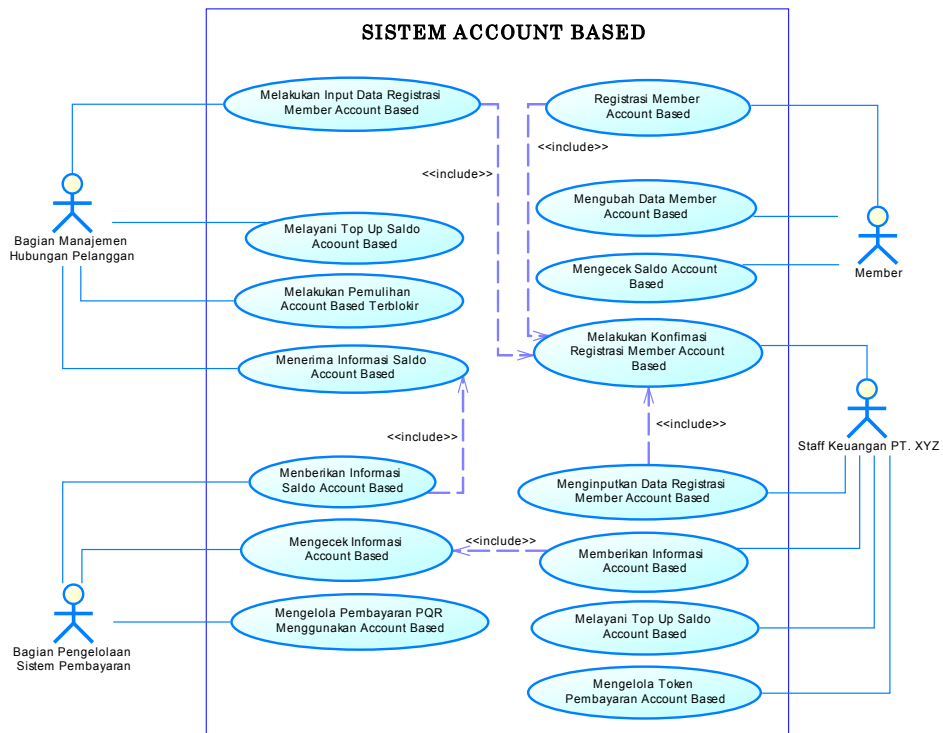 SISTEM ACCOUNT BASED
Melakukan Input Data Registrasi
Member Account Based
Registrasi Member
Account Based
<<include>>
<<include>>
Mengubah Data Member
Account Based
Melayani Top Up Saldo
Account Based
Bagian Manajemen
Hubungan Pelanggan
Member
Mengecek Saldo Account
Based
Melakukan Pemulihan
Account Based Terblokir
Melakukan Konfimasi
Registrasi Member Account
Based
Menerima Informasi Saldo
Account Based
<<include>>
<<include>>
Staff Keuangan PT. XYZ
Menberikan Informasi
Saldo Account Based
Menginputkan Data Registrasi
Member Account Based
Mengecek Informasi
Account Based
<<include>>
Memberikan Informasi
Account Based
Mengelola Pembayaran PQR
Menggunakan Account Based
Melayani Top Up Saldo
Account Based
Bagian Pengelolaan
Sistem Pembayaran
Mengelola Token
Pembayaran Account Based